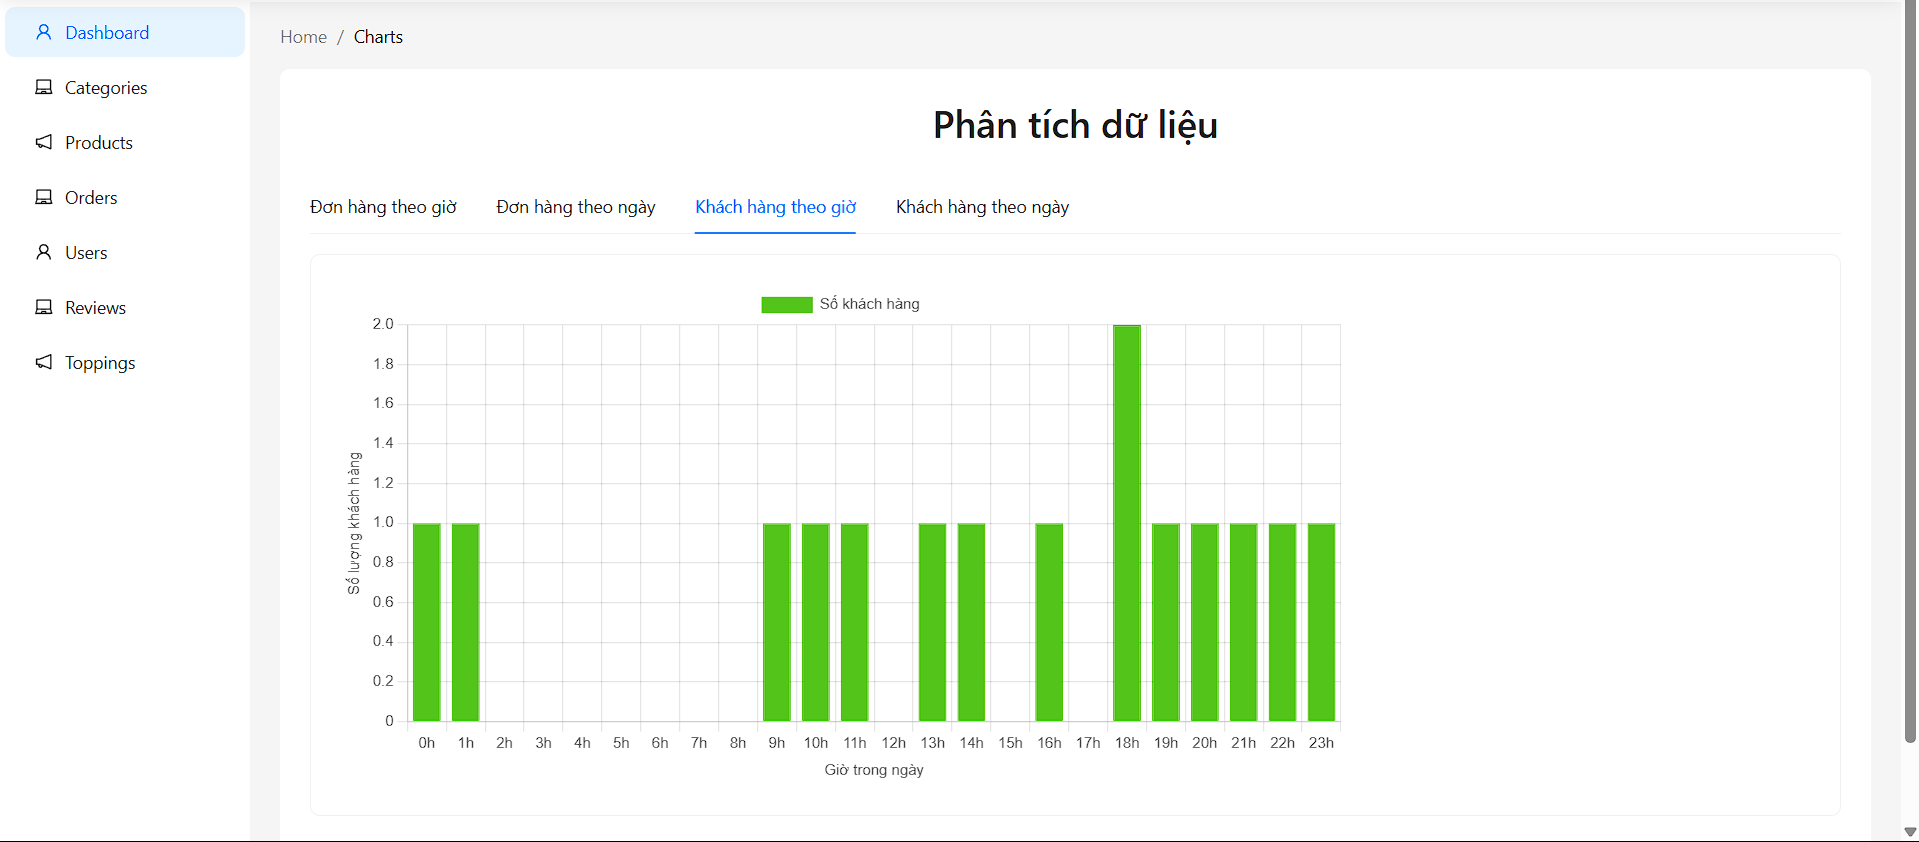 Dashboard
Categories
Products
Orders
Users
Reviews
Toppings
Home / Charts
Phân tích dữ liệu
Đơn hàng theo giờ Đơn hàng theo ngày Khách hàng theo giờ Khách hàng theo ngày
Số khách hàng
Số lượng khách hàng
2.0
1.8
1.6
1.4
1.2
1.0
0.8
0.6
0.4
0.2
0
0h 1h 2h 3h 4h 5h 6h 7h 8h 9h 10h 11h 12h 13h 14h 15h 16h 17h 18h 19h 20h 21h 22h 23h
Giờ trong ngày